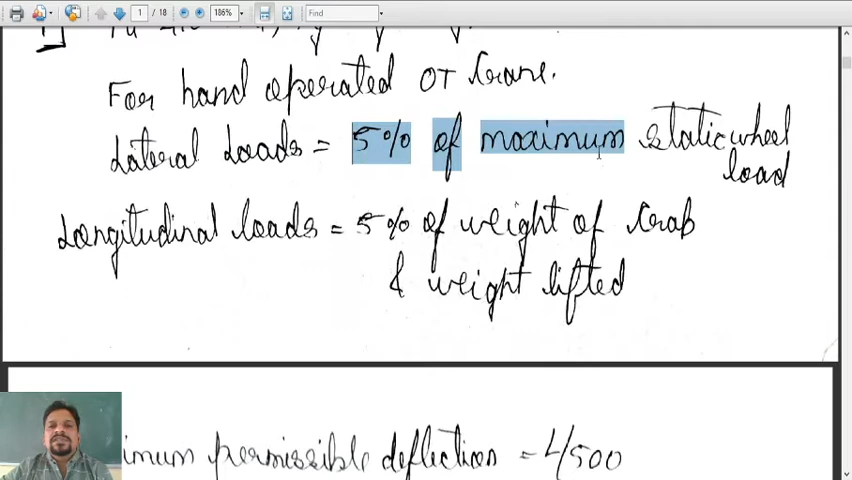 1 / 18
186%
Find
For hand operated OT Crane.
Lateral Loads = 5% of maximum static wheel
load
Longitudinal loads = 5% of weight of Crab
& weight lifted
imum permissible deflection = L/500